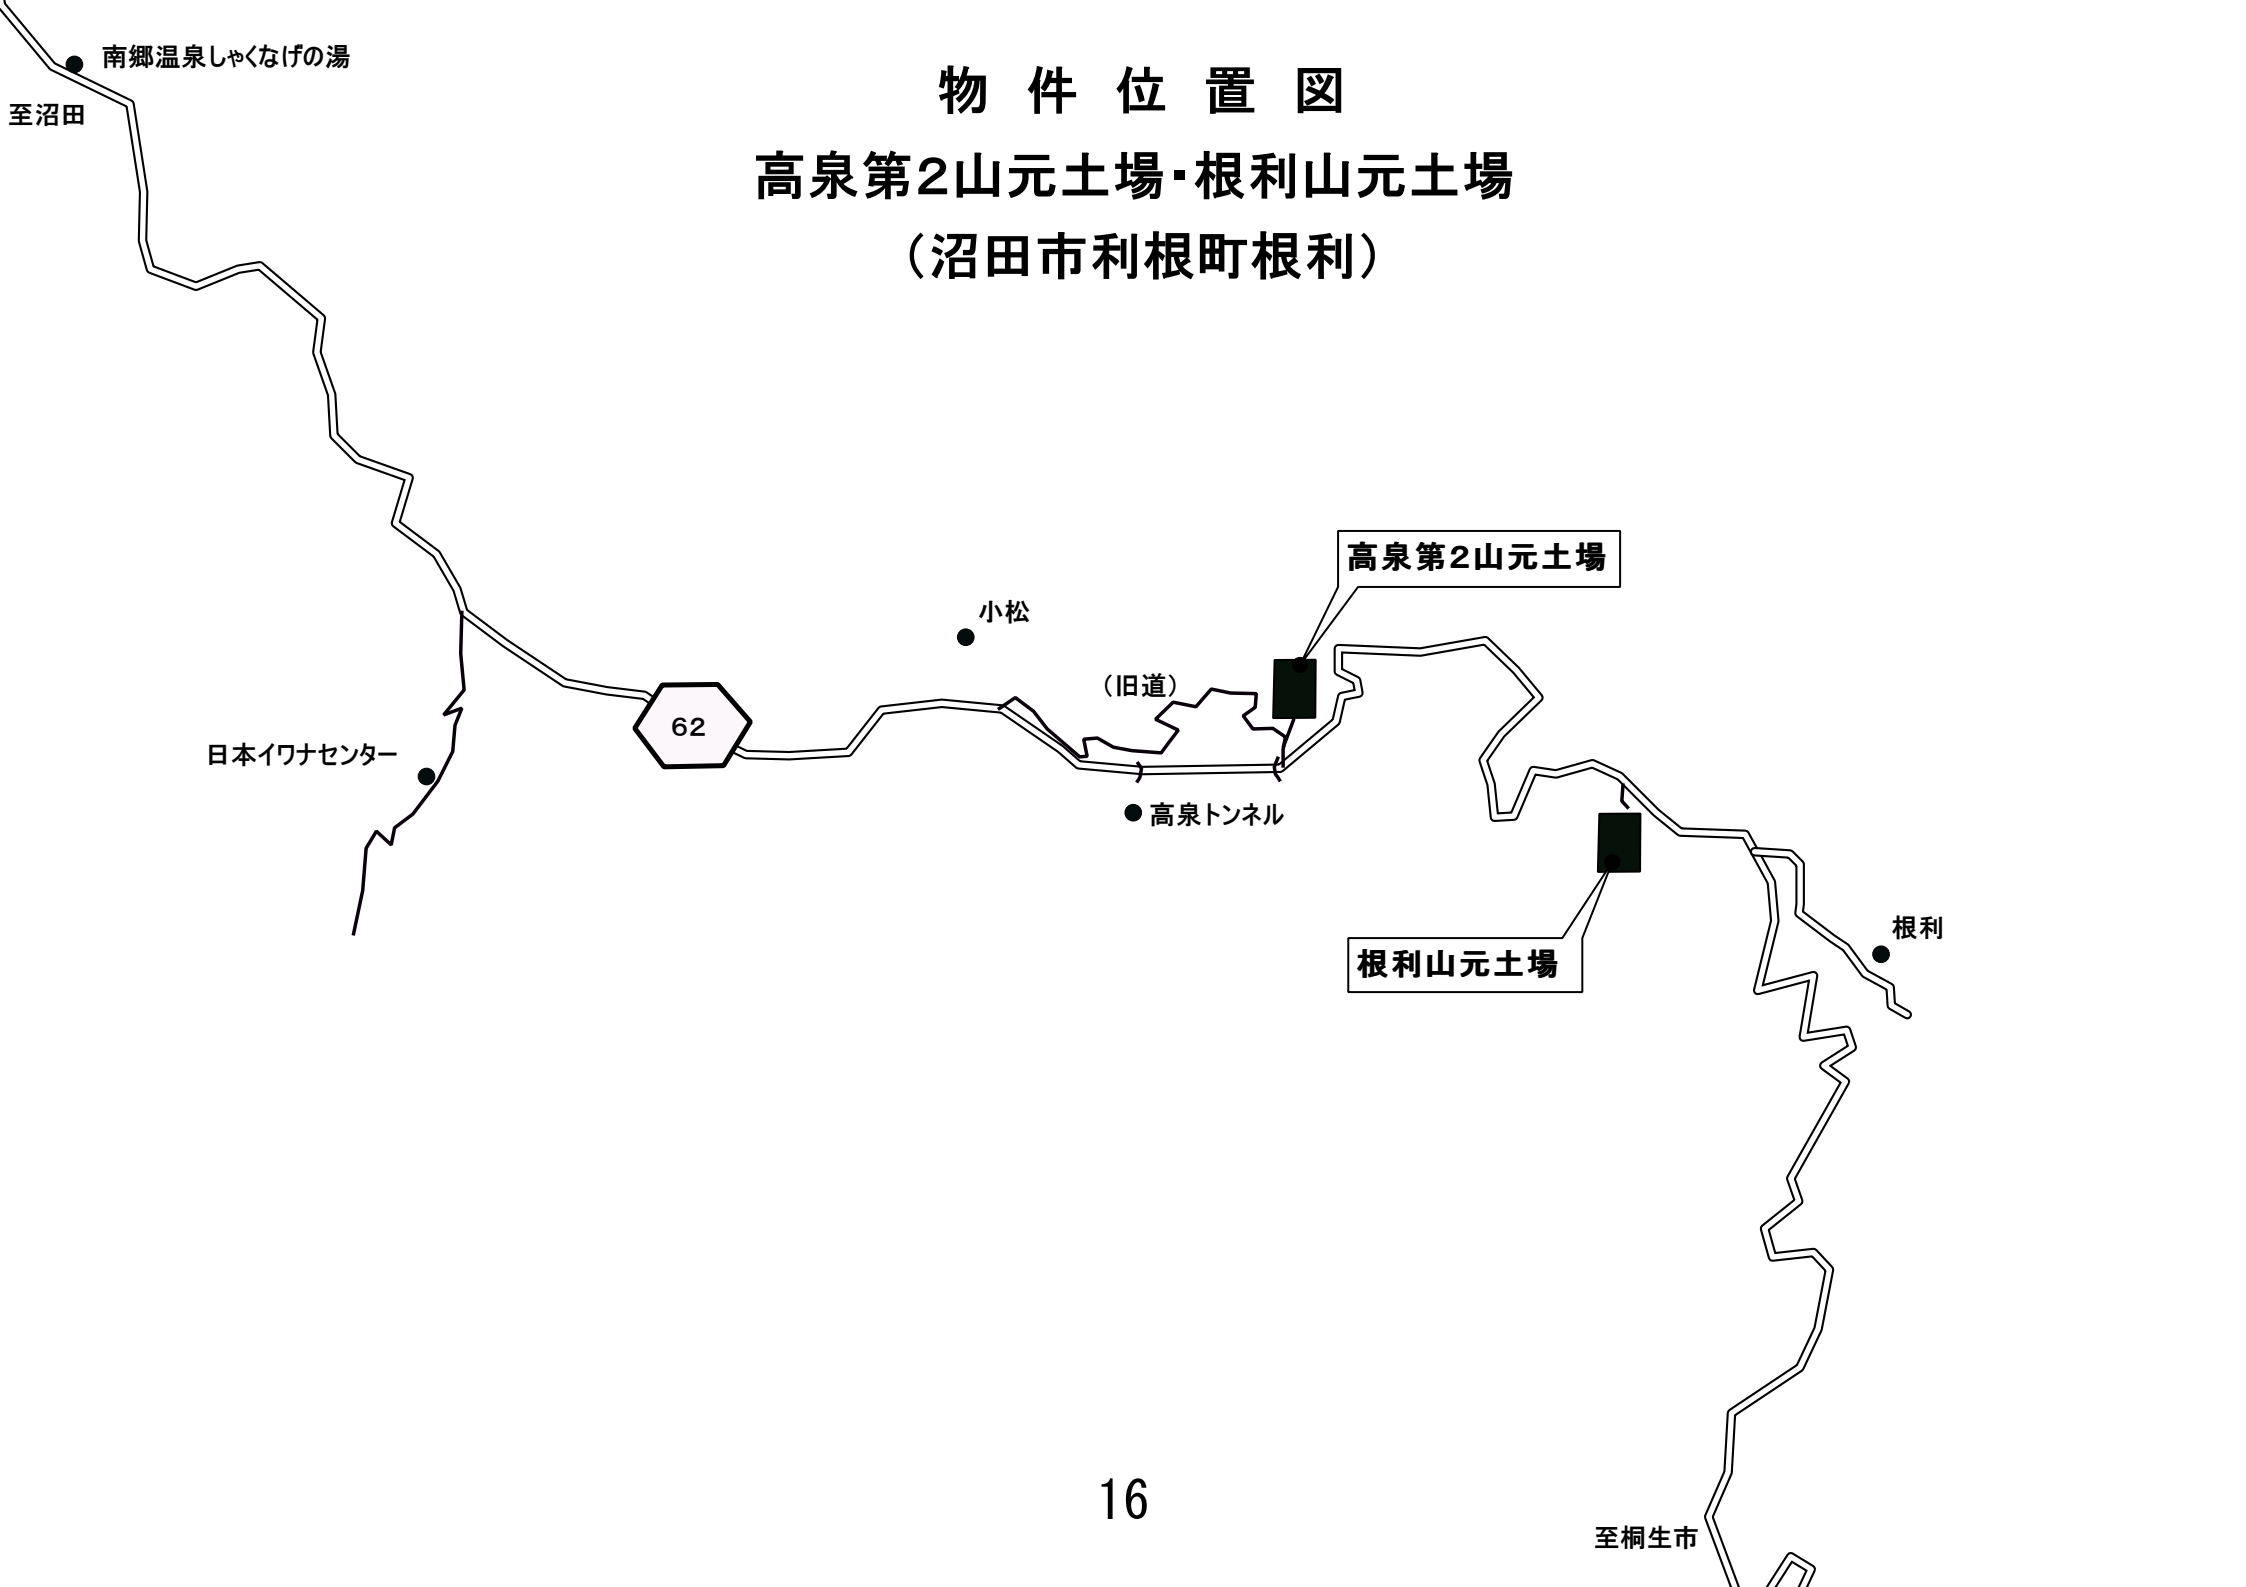 物件位置図
高泉第2山元土場・根利山元土場
（沼田市利根町根利）
南郷温泉しゃくなげの湯
至沼田
高泉第2山元土場
小松
（旧道）
62
日本イワナセンター
高泉トンネル
根利
根利山元土場
16
至桐生市